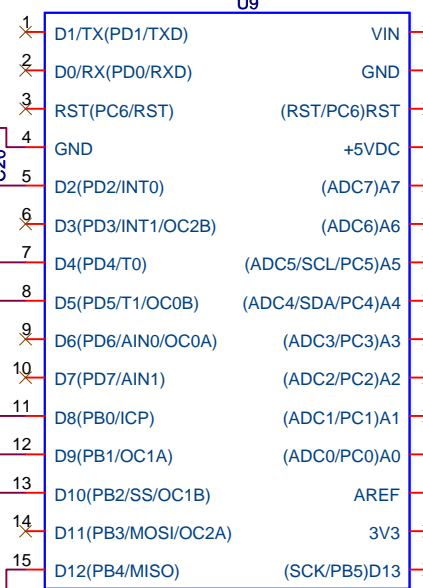 U9
1 D1/TX(PD1/TXD) VIN
2 D0/RX(PD0/RXD) GND
3 RST(PC6/RST) (RST/PC6)RST
4 GND +5VDC
C20
5 D2(PD2/INT0) (ADC7)A7
6 D3(PD3/INT1/OC2B) (ADC6)A6
7 D4(PD4/T0) (ADC5/SCL/PC5)A5
8 D5(PD5/T1/OC0B) (ADC4/SDA/PC4)A4
9 D6(PD6/AIN0/OC0A) (ADC3/PC3)A3
10 D7(PD7/AIN1) (ADC2/PC2)A2
11 D8(PB0/ICP) (ADC1/PC1)A1
12 D9(PB1/OC1A) (ADC0/PC0)A0
13 D10(PB2/SS/OC1B) AREF
14 D11(PB3/MOSI/OC2A) 3V3
15 D12(PB4/MISO) (SCK/PB5)D13